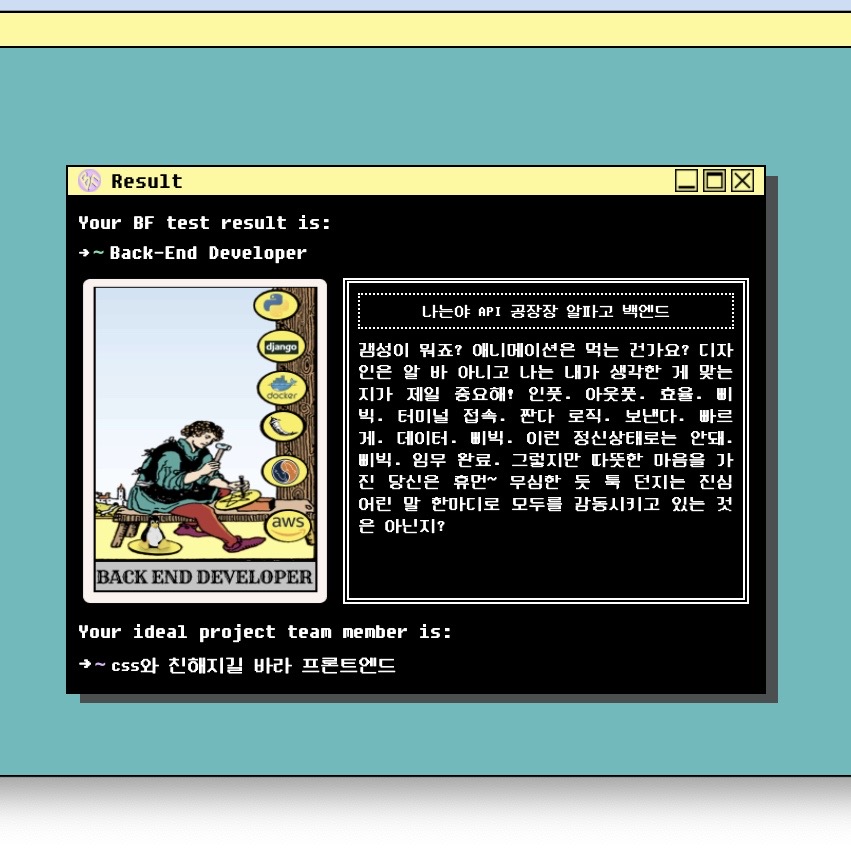 Result
Your BF test result is:
➔~Back-End Developer
django
docker
aws
BACK END DEVELOPER
나는야 API 공장장 알파고 백엔드
갬성이 뭐죠? 애니메이션은 먹는 건가요? 디자
인은 알 바 아니고 나는 내가 생각한 게 맞는
지가 제일 중요해! 인풋. 아웃풋. 효율. 삐
빅. 터미널 접속. 짠다 로직. 보낸다. 빠르
게. 데이터. 삐빅. 이런 정신상태로는 안돼.
삐빅. 임무 완료. 그렇지만 따뜻한 마음을 가
진 당신은 휴먼~ 무심한 듯 툭 던지는 진심
어린 말 한마디로 모두를 감동시키고 있는 것
은 아닌지?
Your ideal project team member is:
➔~css와 친해지길 바라 프론트엔드